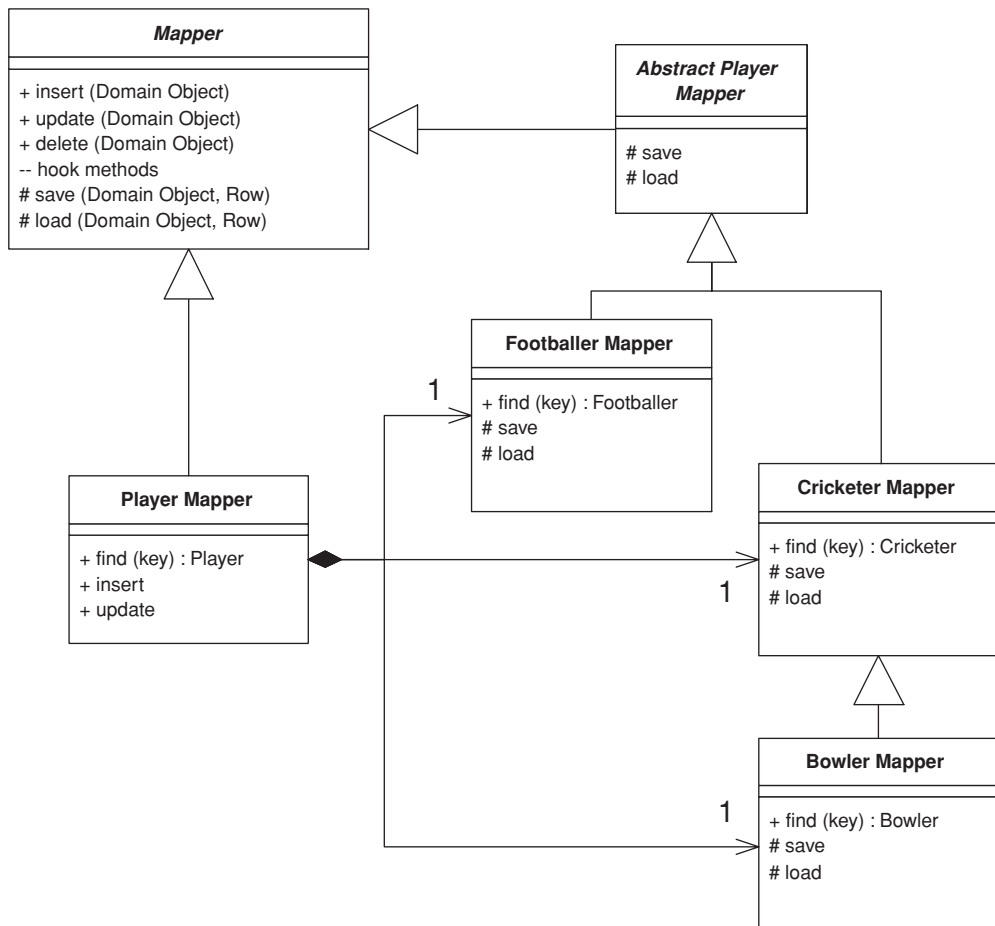 Mapper
+ insert (Domain Object)
+ update (Domain Object)
+ delete (Domain Object)
-- hook methods
# save (Domain Object, Row)
# load (Domain Object, Row)
Abstract Player
Mapper
# save
# load
Footballer Mapper
+ find (key) : Footballer
# save
# load
1
Player Mapper
+ find (key) : Player
+ insert
+ update
Cricketer Mapper
+ find (key) : Cricketer
# save
# load
1
Bowler Mapper
+ find (key) : Bowler
# save
# load
1